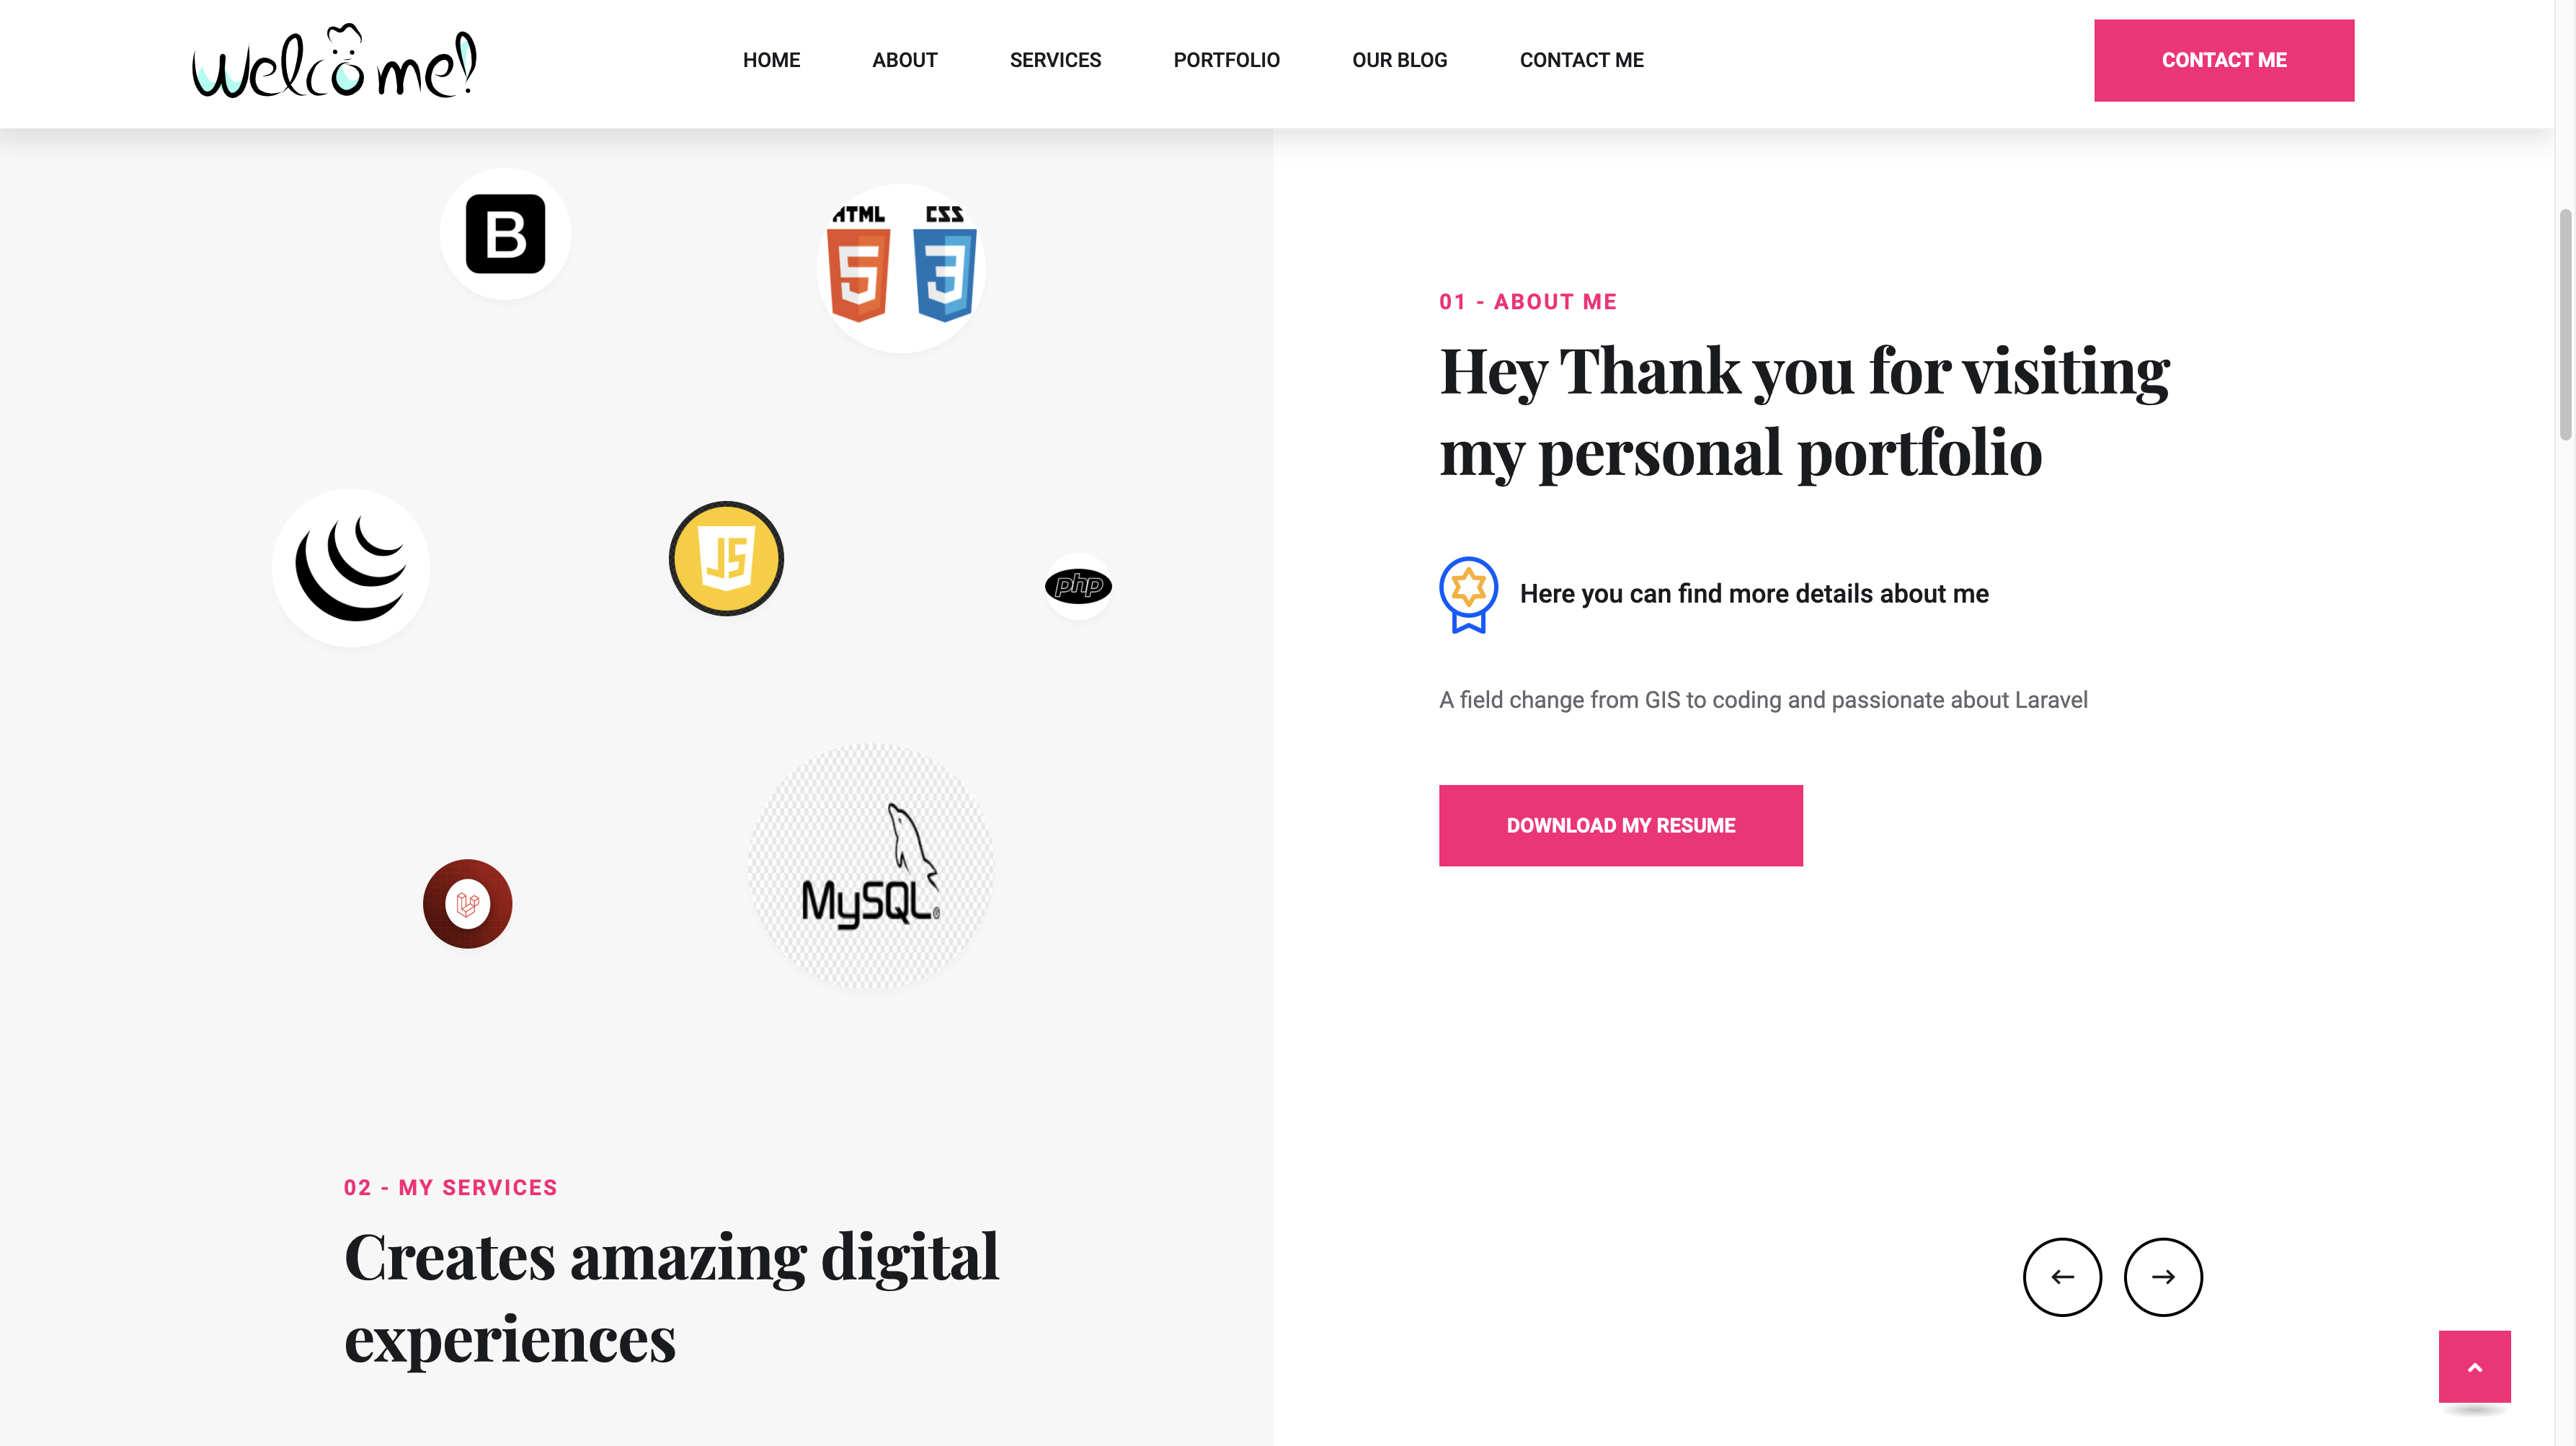 welcome!
HOME ABOUT SERVICES PORTFOLIO OUR BLOG CONTACT ME
CONTACT ME
B
HTML CSS
5 3
JS
php
MySQL®
01 - ABOUT ME
Hey Thank you for visiting
my personal portfolio
Here you can find more details about me
A field change from GIS to coding and passionate about Laravel
DOWNLOAD MY RESUME
02 - MY SERVICES
Creates amazing digital
experiences